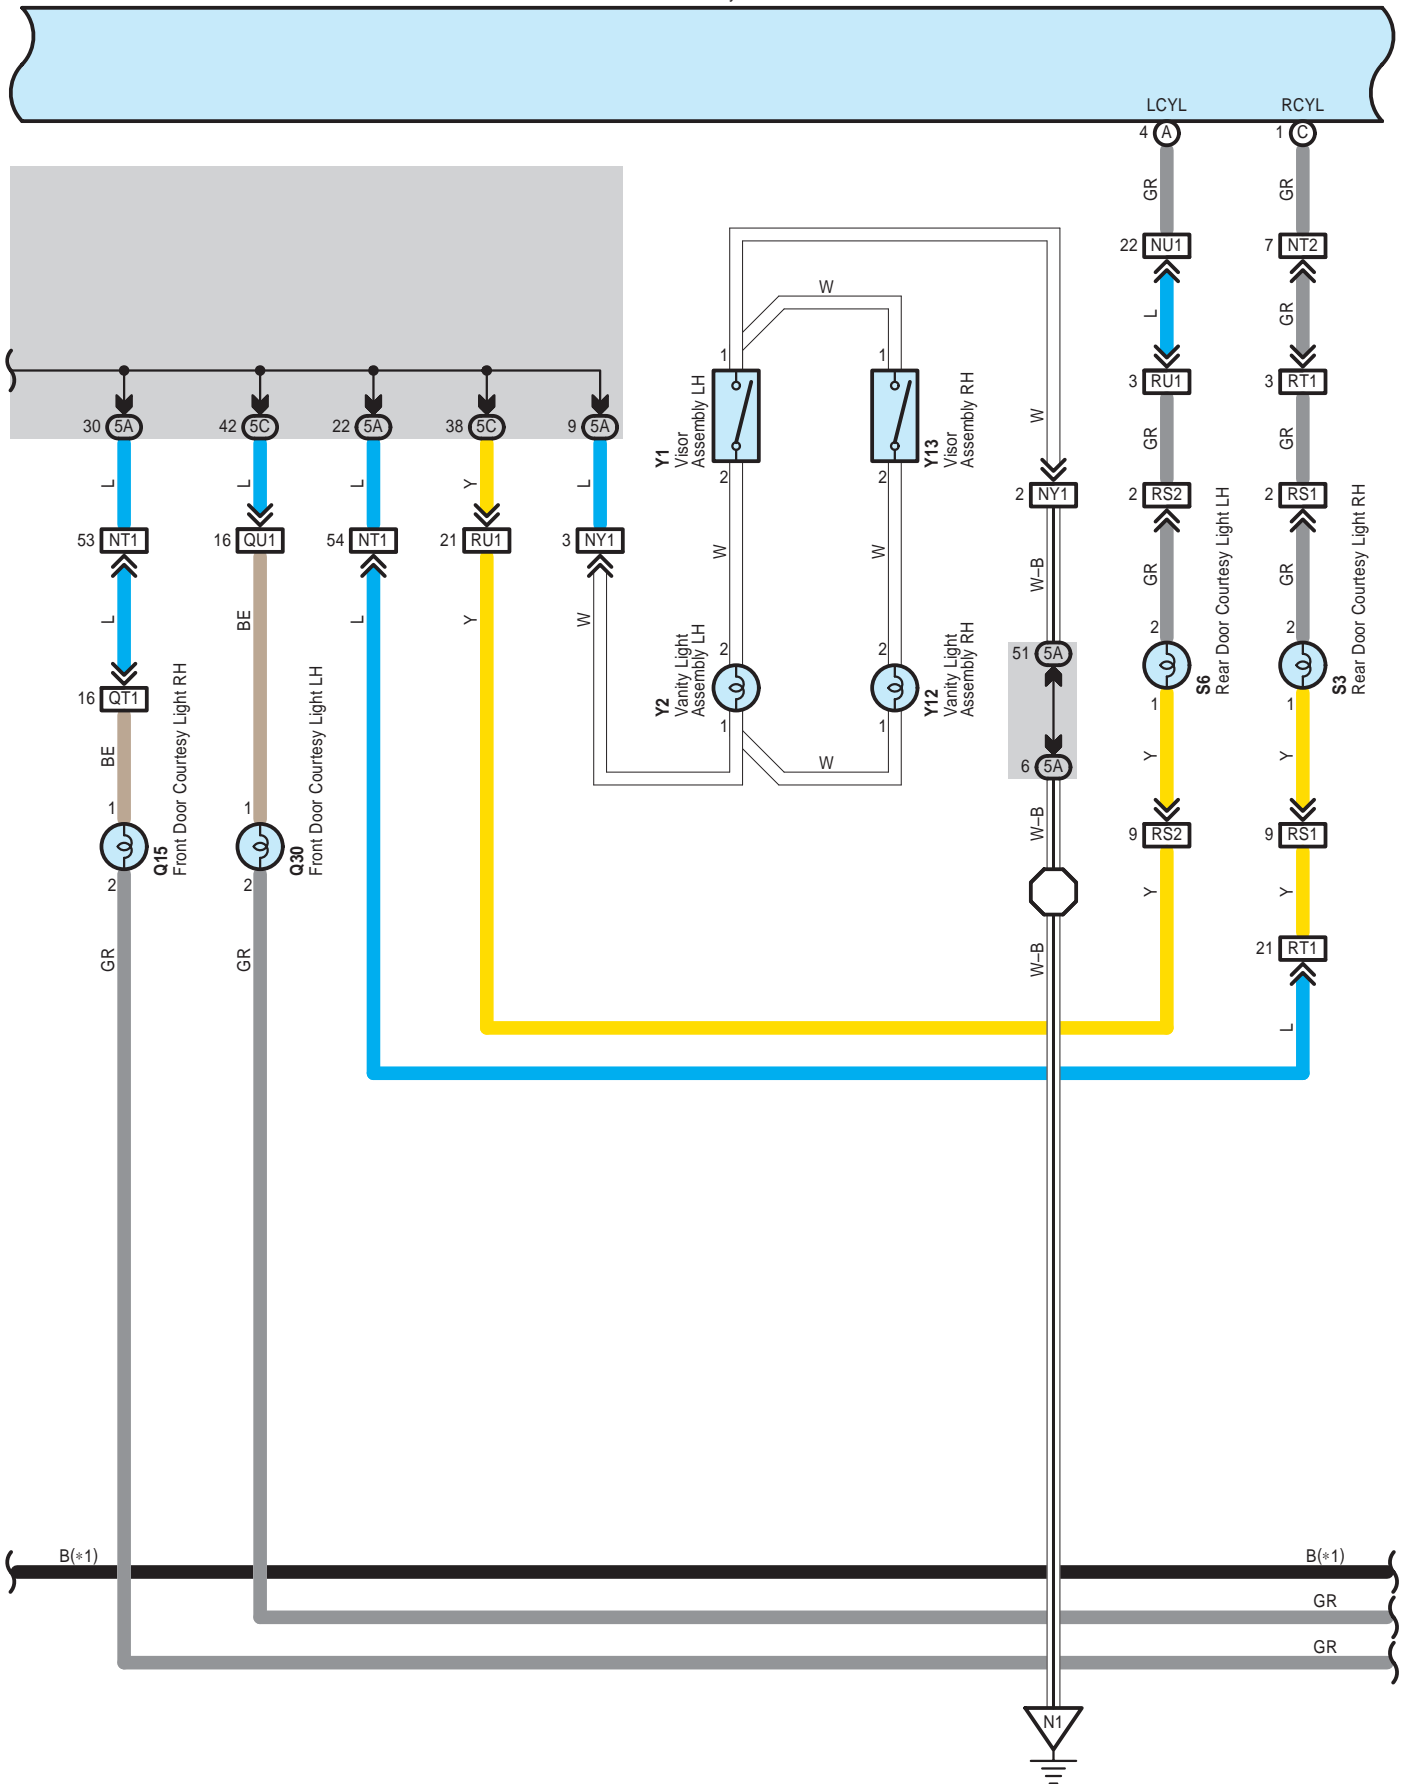 LCYL RCYL
4 A 1 C
GR GR
22 NU1 7 NT2
L GR
W
1 1
3 RU1 3 RT1
Y1
Visor
Assembly LH
Y13
Visor
Assembly RH
W
30 5A 42 5C 22 5A 38 5C 9 5A
GR GR
2 2
L L L Y L
2 NY1 2 RS2 2 RS1
53 NT1 16 QU1 54 NT1 21 RU1 3 NY1
W W
W–B GR GR
L BE L Y W
2 2
51 5A
2 2
Y2
Vanity Light
Assembly LH
Y12
Vanity Light
Assembly RH
S6
Rear Door Courtesy Light LH
S3
Rear Door Courtesy Light RH
16 QT1
1 1
1 1
BE
W
6 5A
Y Y
1 1
Q15
Front Door Courtesy Light RH
Q30
Front Door Courtesy Light LH
W–B
9 RS2 9 RS1
2 2
Y Y
GR GR
W–B
21 RT1
L
B(*1) B(*1)
GR
GR
N1